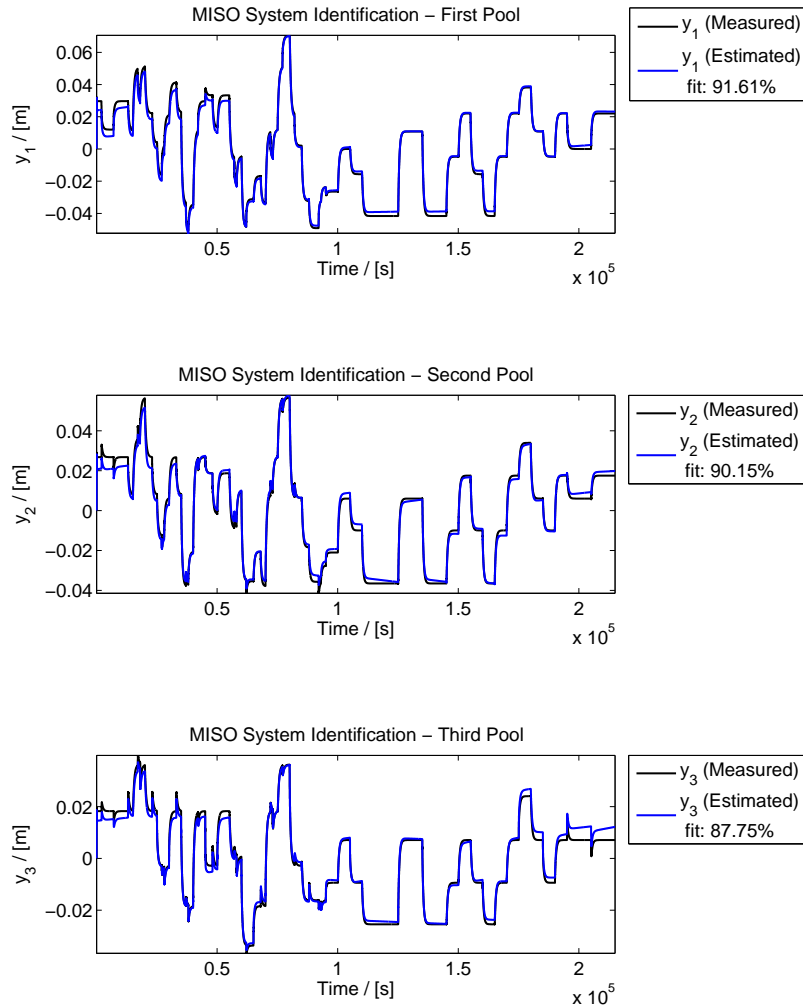 MISO System Identification − First Pool
0.06
0.04
0.02
0
−0.02
−0.04
y1 / [m]
0.5
1
1.5
2
x 10^5
Time / [s]
y1 (Measured)
y1 (Estimated)
fit: 91.61%
MISO System Identification − Second Pool
0.04
0.02
0
−0.02
−0.04
y2 / [m]
0.5
1
1.5
2
x 10^5
Time / [s]
y2 (Measured)
y2 (Estimated)
fit: 90.15%
MISO System Identification − Third Pool
0.02
0
−0.02
y3 / [m]
0.5
1
1.5
2
x 10^5
Time / [s]
y3 (Measured)
y3 (Estimated)
fit: 87.75%